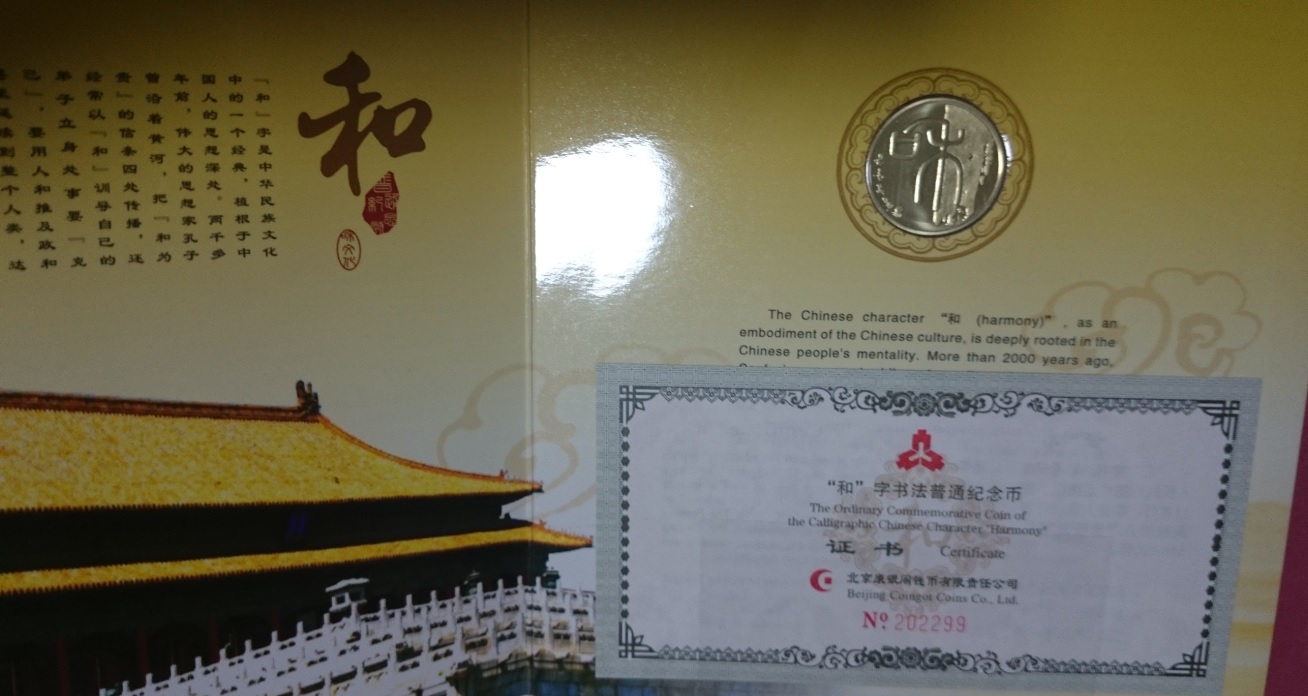 和
『和』字是中华民族文化
中的一个经典，植根于中
国人的思想深处。两千多
年前，伟大的思想家孔子
曾沿着黄河，把『和为
贵』的信条四处传播，还
经常以『和』训导自己的
弟子立身处事要『克
己』，要用人和推及政和
到整个人类，达
The Chinese character "和 (harmony)", as an
embodiment of the Chinese culture, is deeply rooted in the
Chinese people's mentality. More than 2000 years ago,
“和”字书法普通纪念币
The Ordinary Commemorative Coin of
the Calligraphic Chinese Character "Harmony"
证书 Certificate
北京康银阁钱币有限责任公司
Beijing Coingot Coins Co., Ltd.
Nº 202299